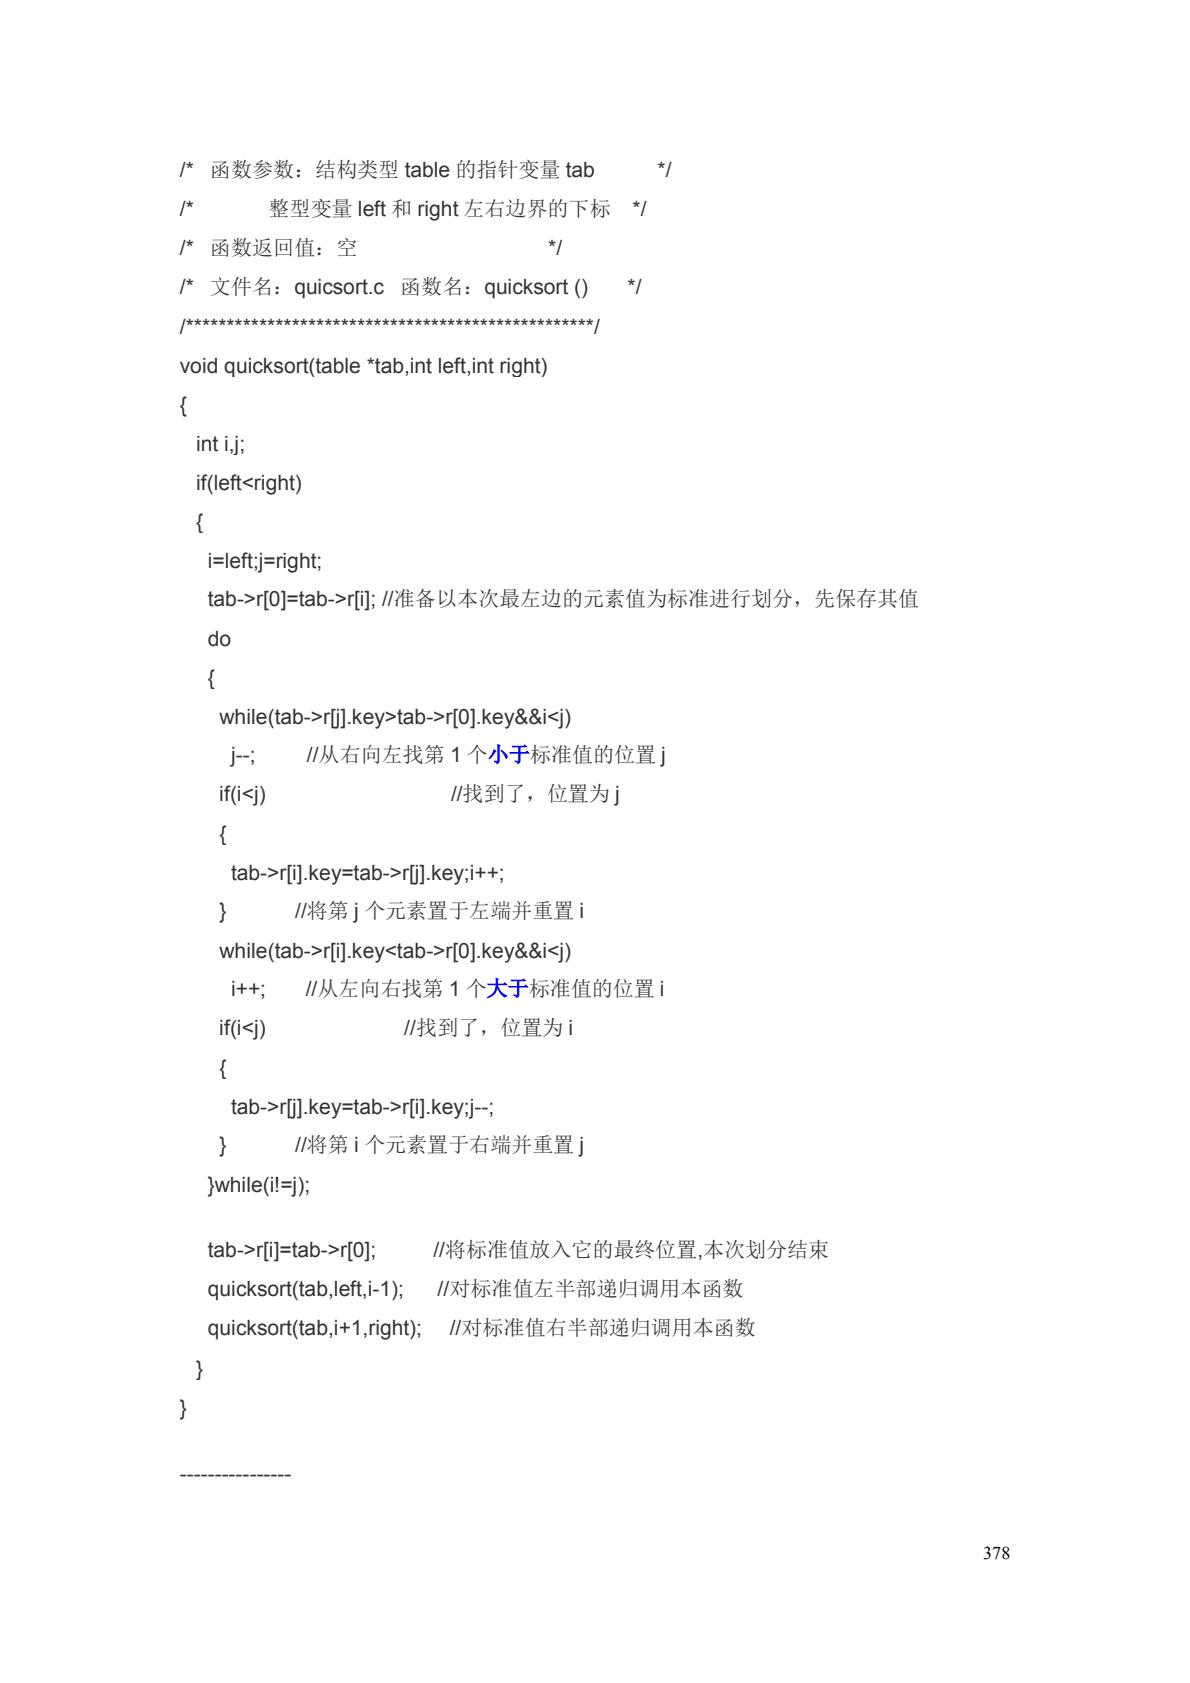 /* 函数参数：结构类型 table 的指针变量 tab */
/* 整型变量 left 和 right 左右边界的下标 */
/* 函数返回值：空 */
/* 文件名：quicsort.c 函数名：quicksort () */
/**************************************************/
void quicksort(table *tab,int left,int right)
{
int i,j;
if(left<right)
{
i=left;j=right;
tab->r[0]=tab->r[i]; //准备以本次最左边的元素值为标准进行划分，先保存其值
do
{
while(tab->r[j].key>tab->r[0].key&&i<j)
j--; //从右向左找第 1 个小于标准值的位置 j
if(i<j) //找到了，位置为 j
{
tab->r[i].key=tab->r[j].key;i++;
} //将第 j 个元素置于左端并重置 i
while(tab->r[i].key<tab->r[0].key&&i<j)
i++; //从左向右找第 1 个大于标准值的位置 i
if(i<j) //找到了，位置为 i
{
tab->r[j].key=tab->r[i].key;j--;
} //将第 i 个元素置于右端并重置 j
}while(i!=j);
tab->r[i]=tab->r[0]; //将标准值放入它的最终位置,本次划分结束
quicksort(tab,left,i-1); //对标准值左半部递归调用本函数
quicksort(tab,i+1,right); //对标准值右半部递归调用本函数
}
}
----------------
378